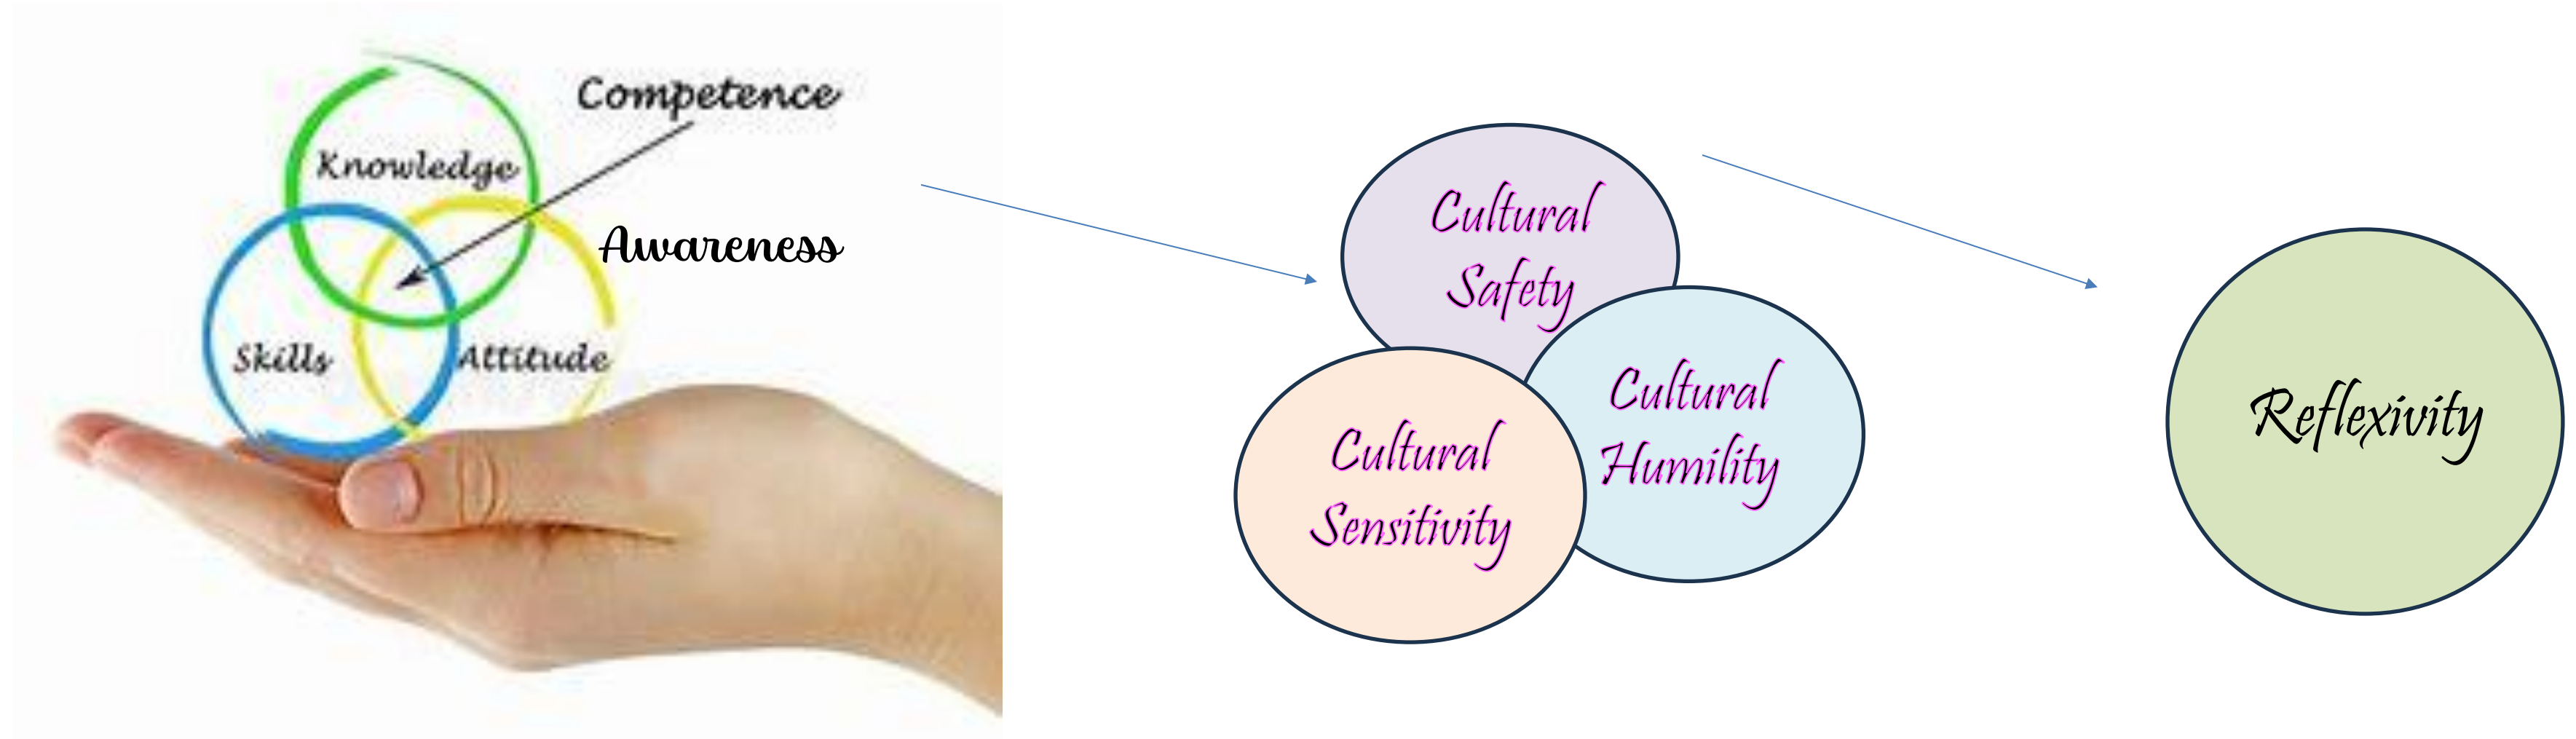 Competence
Knowledge
Awareness
Skills
Attitude
Cultural
Safety
Cultural
Humility
Cultural
Sensitivity
Reflexivity